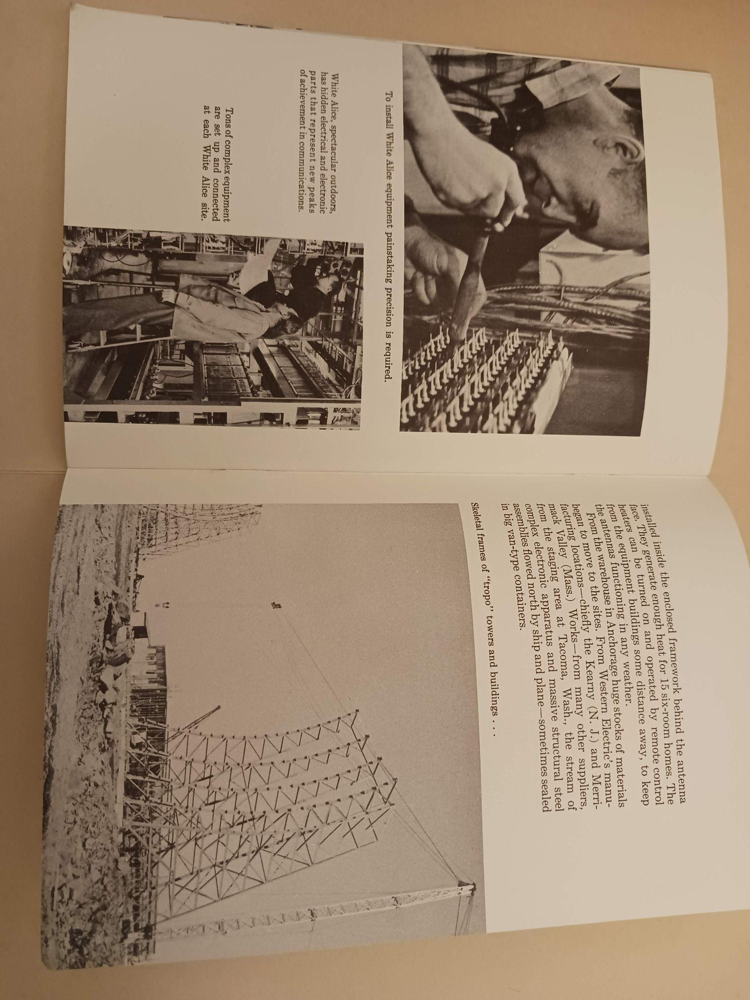 To install White Alice equipment painstaking precision is required.
White Alice, spectacular outdoors,
has hidden electrical and electronic
parts that represent new peaks
of achievement in communications.
Tons of complex equipment
are set up and connected
at each White Alice site.
installed inside the enclosed framework behind the antenna
face. They generate enough heat for 15 six-room homes. The
heaters can be turned on and operated by remote control
from the equipment buildings some distance away, to keep
the antennas functioning in any weather.
From the warehouse in Anchorage huge stocks of materials
began to move to the sites. From Western Electric's manu-
facturing locations—chiefly the Kearny (N. J.) and Merri-
mack Valley (Mass.) Works—from many other suppliers,
from the staging area at Tacoma, Wash., the stream of
complex electronic apparatus and massive structural steel
assemblies flowed north by ship and plane—sometimes sealed
in big van-type containers.
Skeletal frames of “tropo” towers and buildings . . .